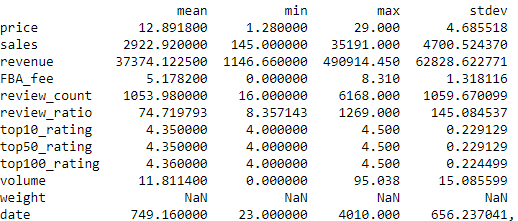 mean min max stdev
price 12.891800 1.280000 29.000 4.685518
sales 2922.920000 145.000000 35191.000 4700.524370
revenue 37374.122500 1146.660000 490914.450 62828.622771
FBA_fee 5.178200 0.000000 8.310 1.318116
review_count 1053.980000 16.000000 6168.000 1059.670099
review_ratio 74.719793 8.357143 1269.000 145.084537
top10_rating 4.350000 4.000000 4.500 0.229129
top50_rating 4.350000 4.000000 4.500 0.229129
top100_rating 4.360000 4.000000 4.500 0.224499
volume 11.811400 0.000000 95.038 15.085599
weight NaN NaN NaN NaN
date 749.160000 23.000000 4010.000 656.237041,